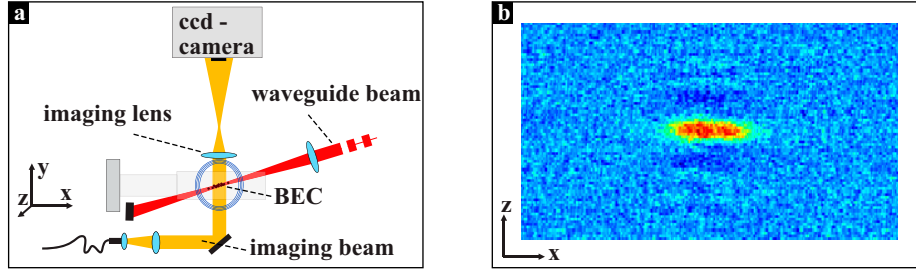 a
ccd -
camera
waveguide beam
imaging lens
y
x
z
BEC
imaging beam
b
z
x